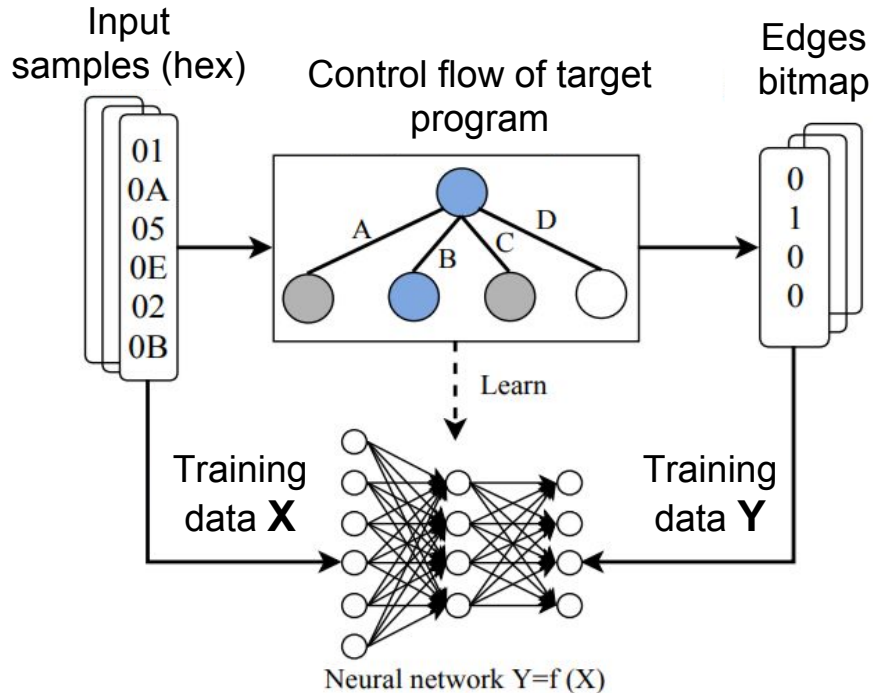 Input
samples (hex)
Control flow of target
program
Edges
bitmap
01
0A
05
0E
02
0B
A
B
C
D
0
1
0
0
Learn
Training
data X
Training
data Y
Neural network Y=f (X)